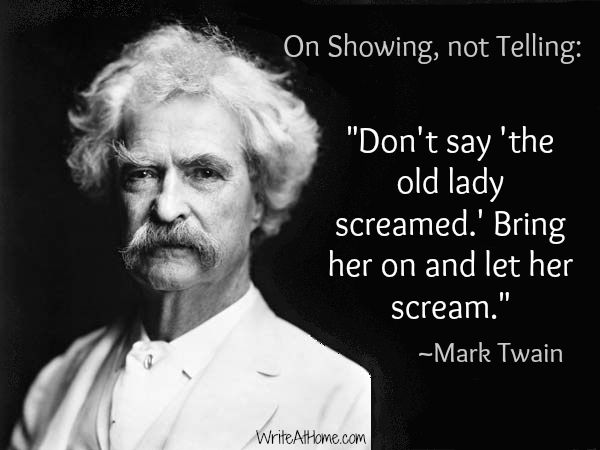 On Showing, not Telling:
"Don't say 'the
old lady
screamed.' Bring
her on and let her
scream."
~Mark Twain
WriteAtHome.com